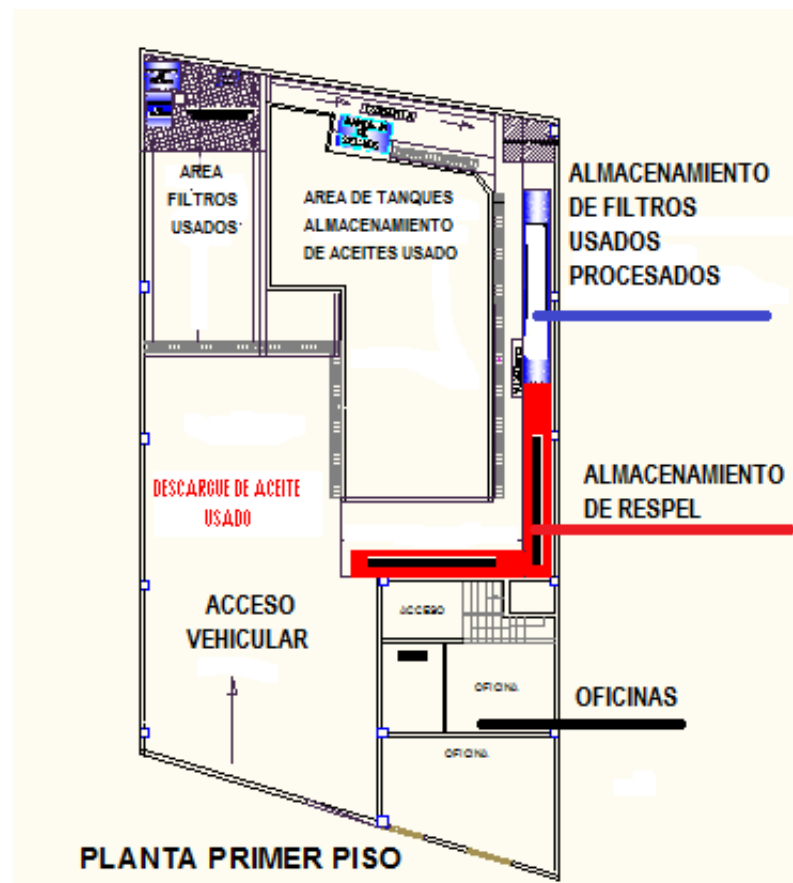 AREA
FILTROS
USADOS
AREA DE TANQUES
ALMACENAMIENTO
DE ACEITES USADO
ALMACENAMIENTO
DE FILTROS
USADOS
PROCESADOS
DESCARGUE DE ACEITE
USADO
ALMACENAMIENTO
DE RESPEL
ACCESO
VEHICULAR
ACCESO
OFICINA
OFICINAS
OFICINA
PLANTA PRIMER PISO